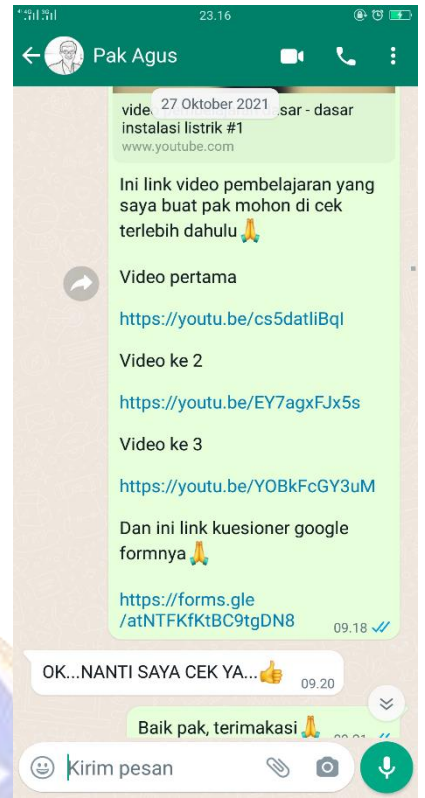 23.16
Pak Agus
27 Oktober 2021
dasar - dasar
instalasi listrik #1
www.youtube.com
Ini link video pembelajaran yang
saya buat pak mohon di cek
terlebih dahulu🙏
Video pertama
https://youtu.be/cs5datliBqI
Video ke 2
https://youtu.be/EY7agxFJx5s
Video ke 3
https://youtu.be/YOBkFcGY3uM
Dan ini link kuesioner google
formnya🙏
https://forms.gle
/atNTFKfKtBC9tgDN8
09.18
OK...NANTI SAYA CEK YA...👍
09.20
Baik pak, terimakasi🙏
Kirim pesan